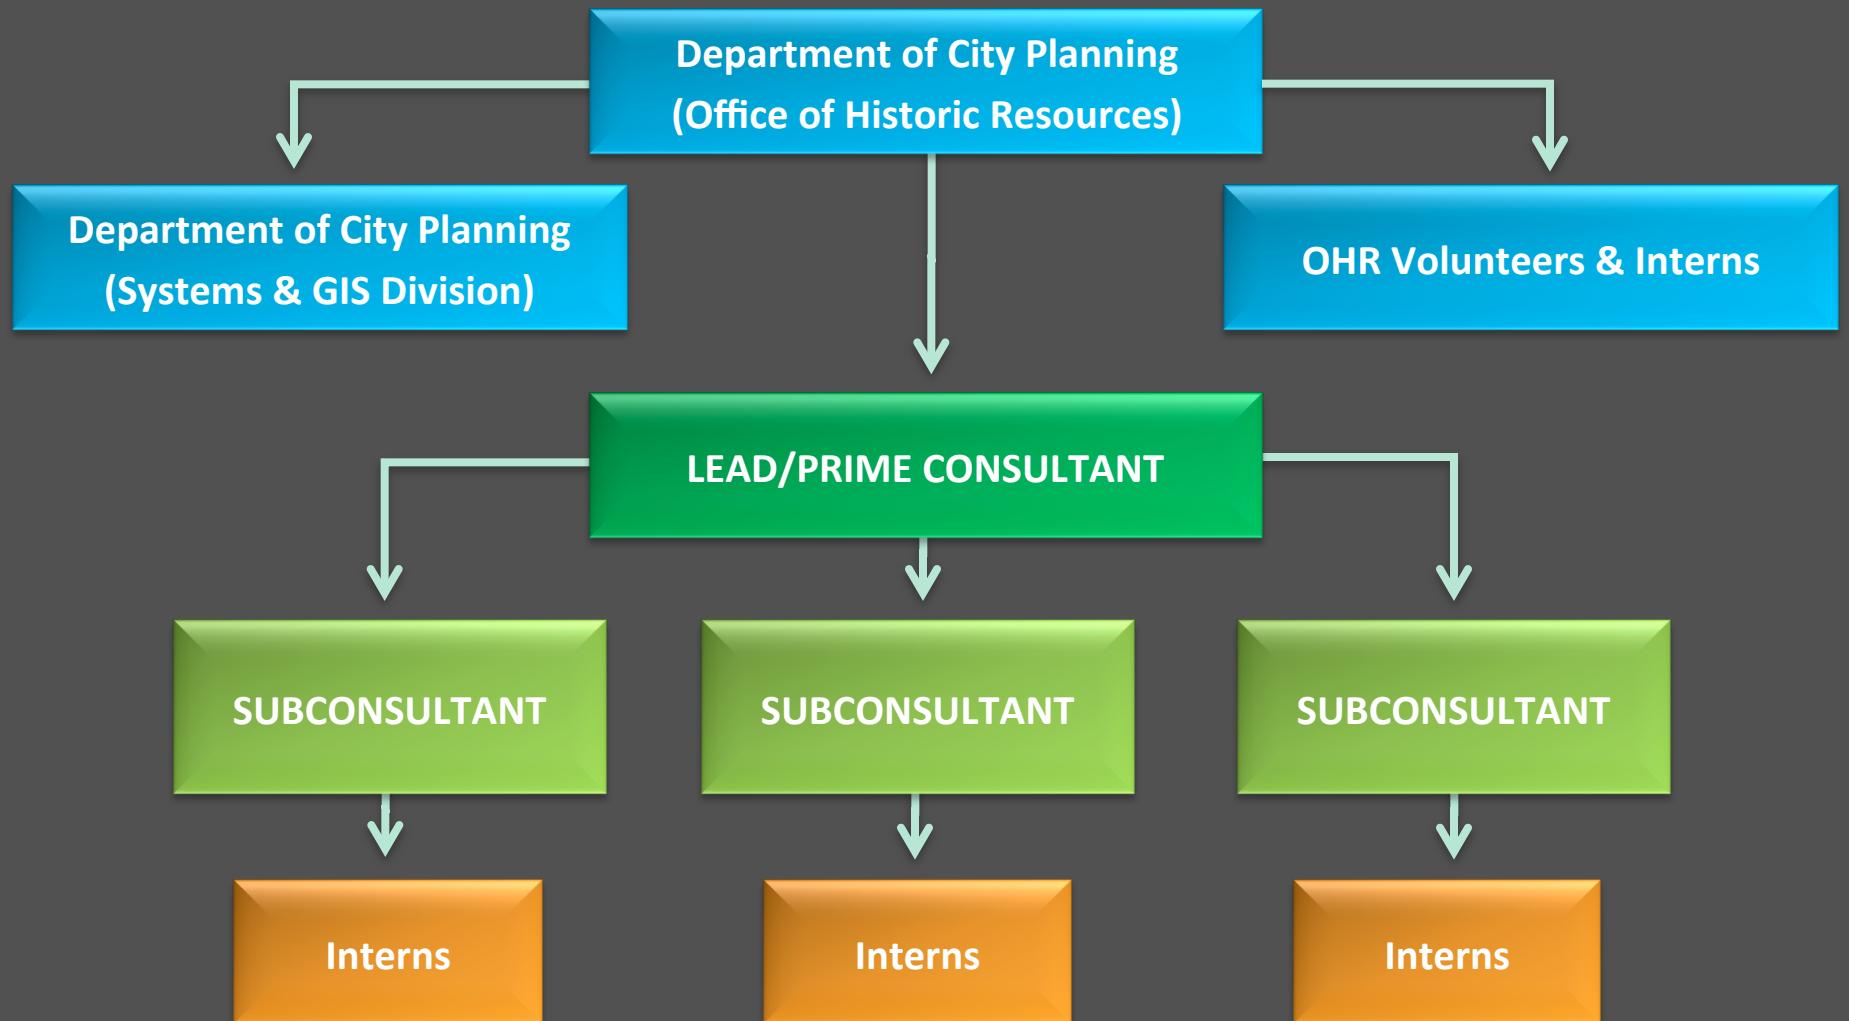 Department of City Planning
(Office of Historic Resources)
Department of City Planning
(Systems & GIS Division)
OHR Volunteers & Interns
LEAD/PRIME CONSULTANT
SUBCONSULTANT
SUBCONSULTANT
SUBCONSULTANT
Interns
Interns
Interns